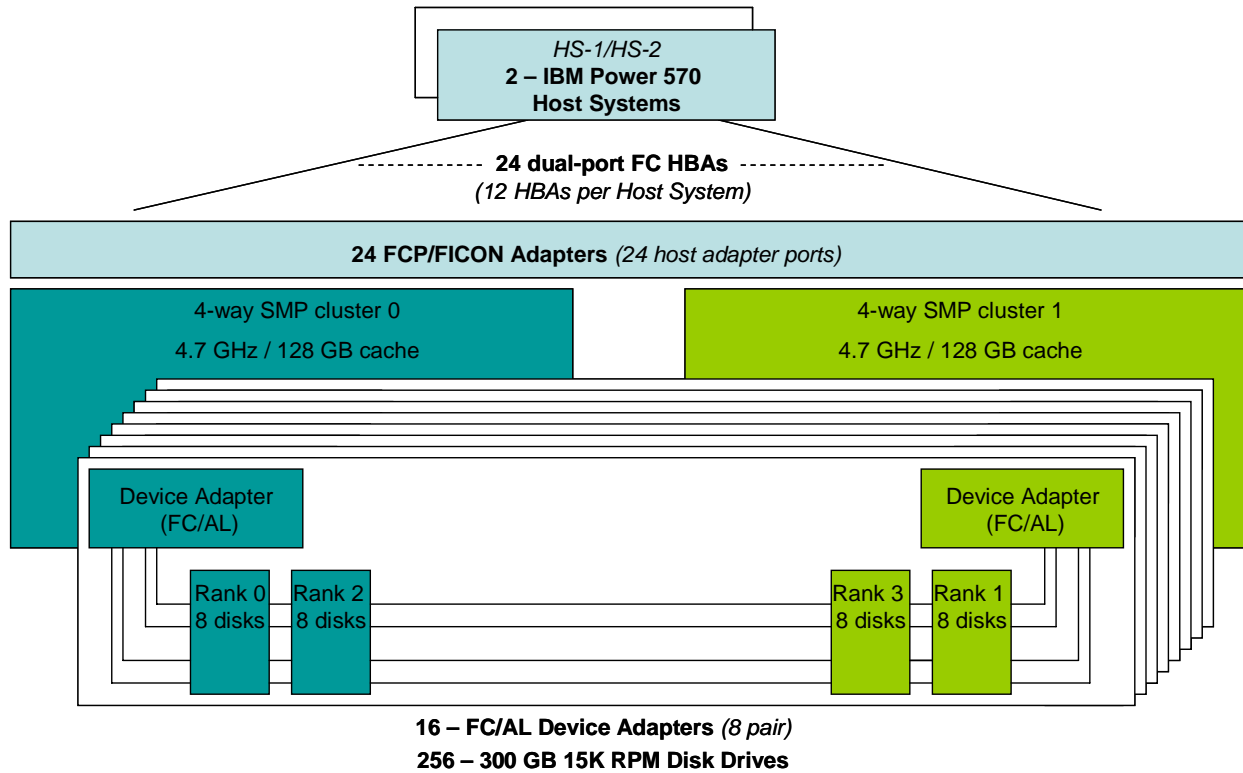 HS-1/HS-2
2 – IBM Power 570
Host Systems
24 dual-port FC HBAs
(12 HBAs per Host System)
24 FCP/FICON Adapters (24 host adapter ports)
4-way SMP cluster 0
4.7 GHz / 128 GB cache
4-way SMP cluster 1
4.7 GHz / 128 GB cache
Device Adapter
(FC/AL)
Device Adapter
(FC/AL)
Rank 0
8 disks
Rank 2
8 disks
Rank 3
8 disks
Rank 1
8 disks
16 – FC/AL Device Adapters (8 pair)
256 – 300 GB 15K RPM Disk Drives